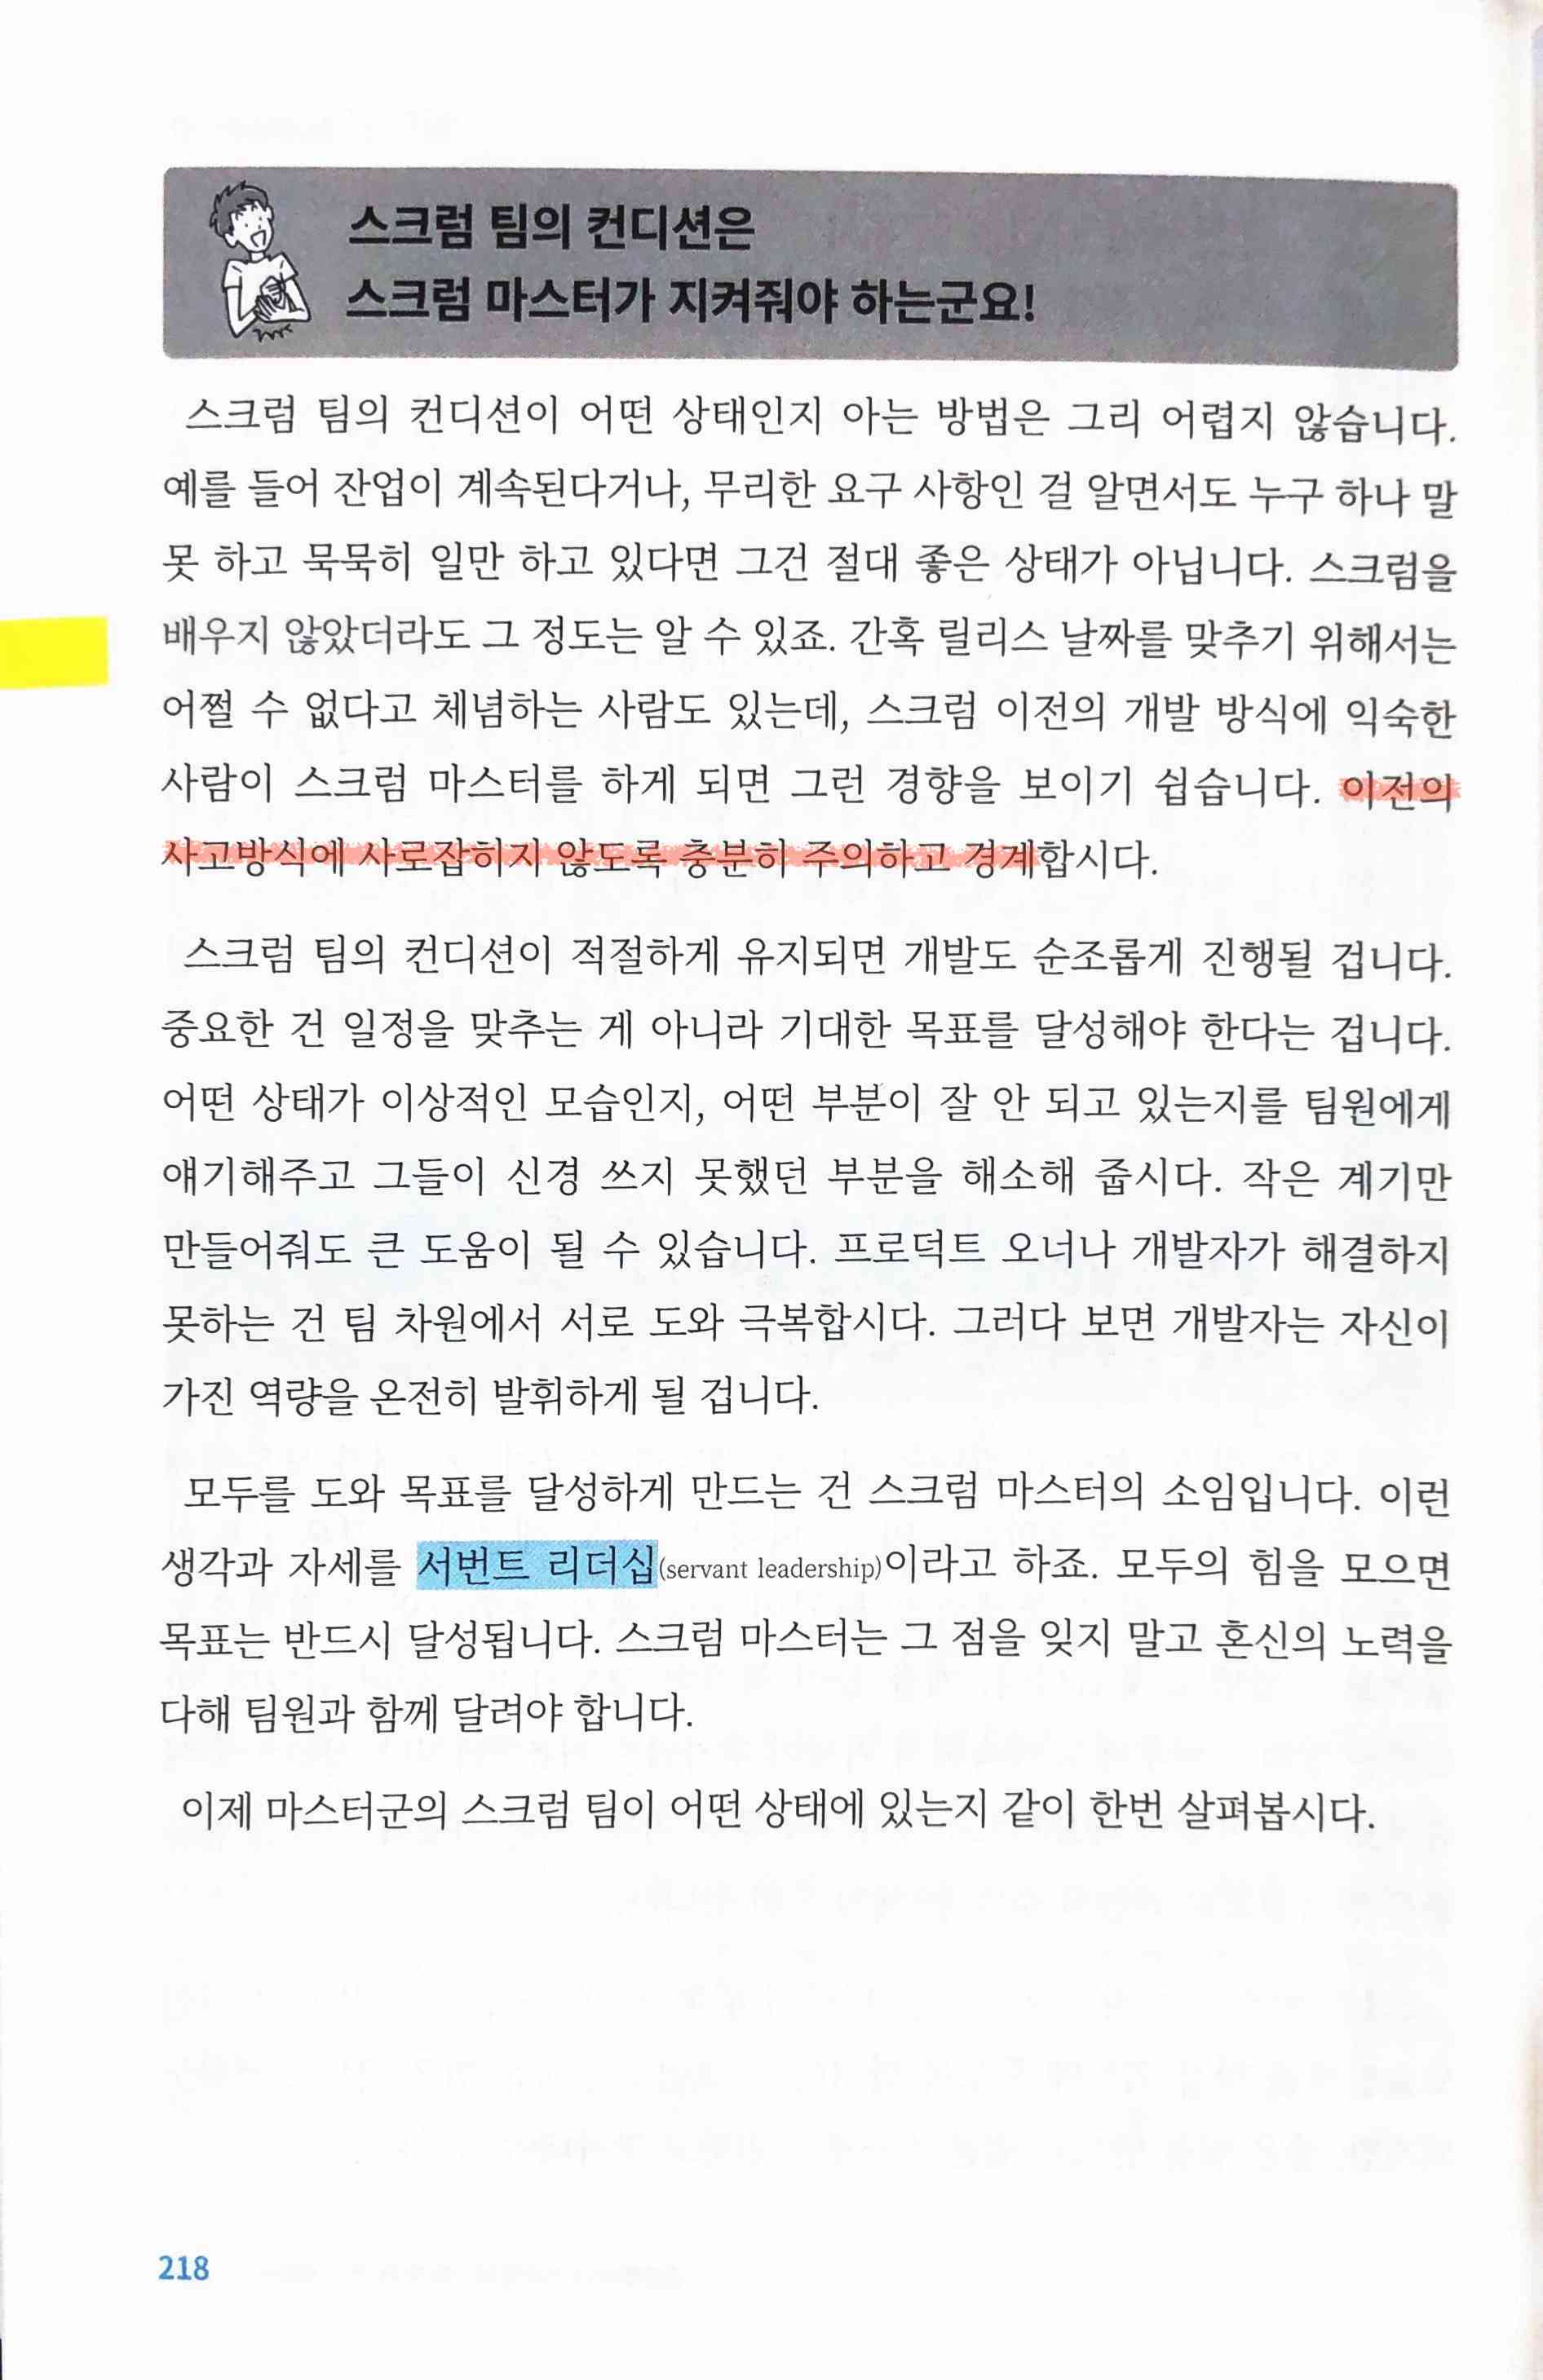 스크럼 팀의 컨디션은
스크럼 마스터가 지켜줘야 하는군요!
스크럼 팀의 컨디션이 어떤 상태인지 아는 방법은 그리 어렵지 않습니다.
예를 들어 잔업이 계속된다거나, 무리한 요구 사항인 걸 알면서도 누구 하나 말
못 하고 묵묵히 일만 하고 있다면 그건 절대 좋은 상태가 아닙니다. 스크럼을
배우지 않았더라도 그 정도는 알 수 있죠. 간혹 릴리스 날짜를 맞추기 위해서는
어쩔 수 없다고 체념하는 사람도 있는데, 스크럼 이전의 개발 방식에 익숙한
사람이 스크럼 마스터를 하게 되면 그런 경향을 보이기 쉽습니다. 이전의
사고방식에 사로잡히지 않도록 충분히 주의하고 경계합시다.
스크럼 팀의 컨디션이 적절하게 유지되면 개발도 순조롭게 진행될 겁니다.
중요한 건 일정을 맞추는 게 아니라 기대한 목표를 달성해야 한다는 겁니다.
어떤 상태가 이상적인 모습인지, 어떤 부분이 잘 안 되고 있는지를 팀원에게
얘기해주고 그들이 신경 쓰지 못했던 부분을 해소해 줍시다. 작은 계기만
만들어줘도 큰 도움이 될 수 있습니다. 프로덕트 오너나 개발자가 해결하지
못하는 건 팀 차원에서 서로 도와 극복합시다. 그러다 보면 개발자는 자신이
가진 역량을 온전히 발휘하게 될 겁니다.
모두를 도와 목표를 달성하게 만드는 건 스크럼 마스터의 소임입니다. 이런
생각과 자세를 서번트 리더십(servant leadership)이라고 하죠. 모두의 힘을 모으면
목표는 반드시 달성됩니다. 스크럼 마스터는 그 점을 잊지 말고 혼신의 노력을
다해 팀원과 함께 달려야 합니다.
이제 마스터군의 스크럼 팀이 어떤 상태에 있는지 같이 한번 살펴봅시다.
218